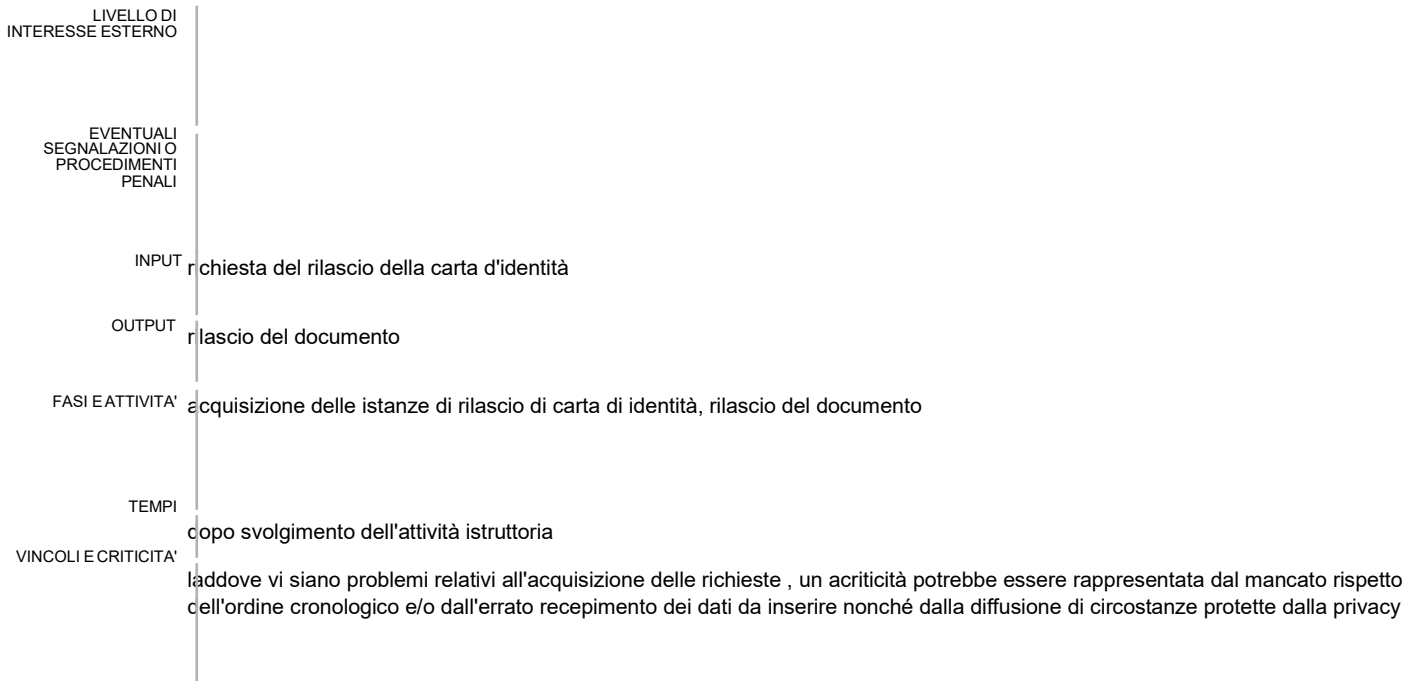 LIVELLO DI
INTERESSE ESTERNO
EVENTUALI
SEGNALAZIONI O
PROCEDIMENTI
PENALI
INPUT
richiesta del rilascio della carta d'identità
OUTPUT
rilascio del documento
FASI E ATTIVITA'
acquisizione delle istanze di rilascio di carta di identità, rilascio del documento
TEMPI
dopo svolgimento dell'attività istruttoria
VINCOLI E CRITICITA'
laddove vi siano problemi relativi all'acquisizione delle richieste , un acriticità potrebbe essere rappresentata dal mancato rispetto
dell'ordine cronologico e/o dall'errato recepimento dei dati da inserire nonché dalla diffusione di circostanze protette dalla privacy